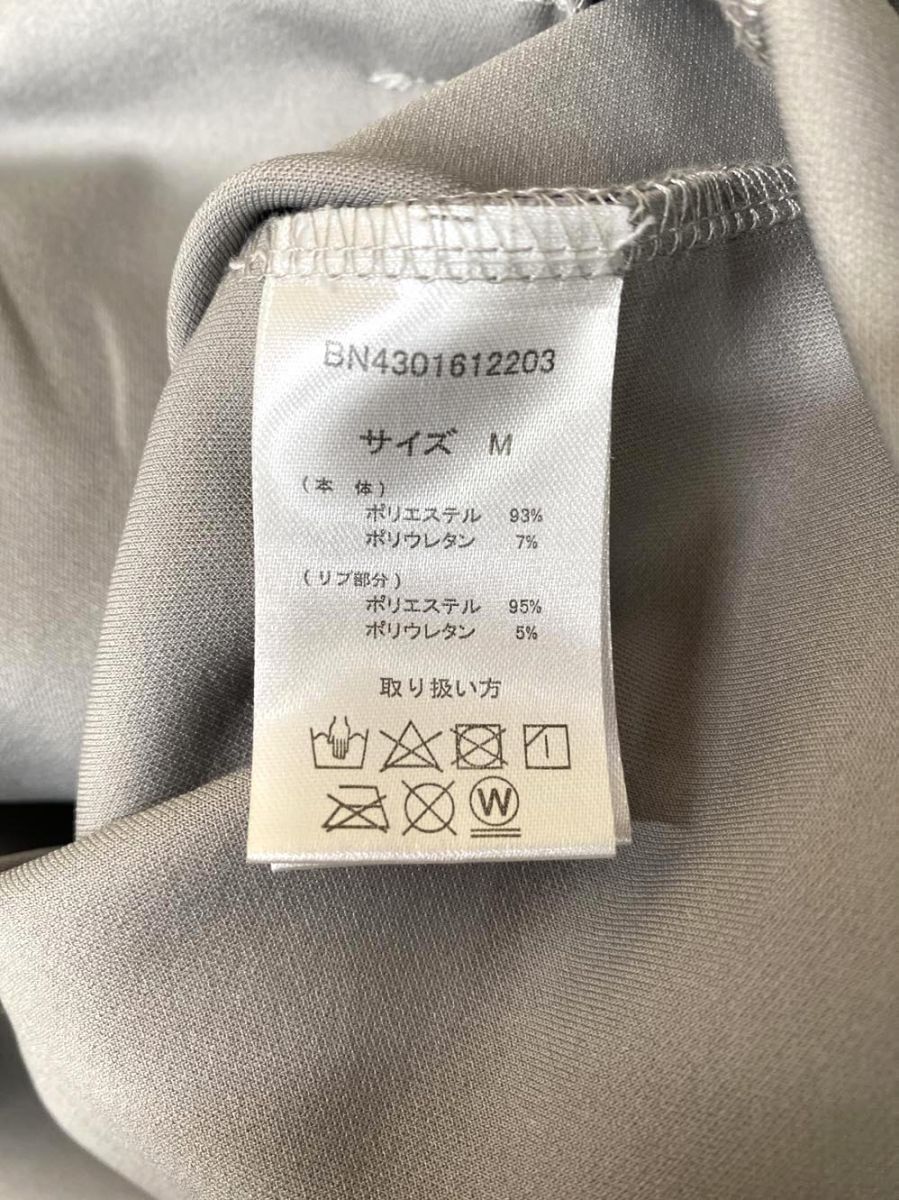 BN4301612203
サイズ M
(本 体)
ポリエステル 93%
ポリウレタン 7%
(リブ部分)
ポリエステル 95%
ポリウレタン 5%
取り扱い方
W